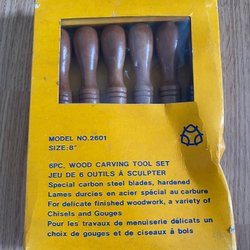 MODEL NO.2601
SIZE:8"
6PC, WOOD CARVING TOOL SET
JEU DE 6 OUTILS À SCULPTER
Special carbon steel blades, hardened
Lames durcies en acier spécial au carbure
For delicate finished woodwork, a variety of
Chisels and Gouges
Pour les travaux de menuiserie délicats un
choix de gouges et de ciseaux à bois